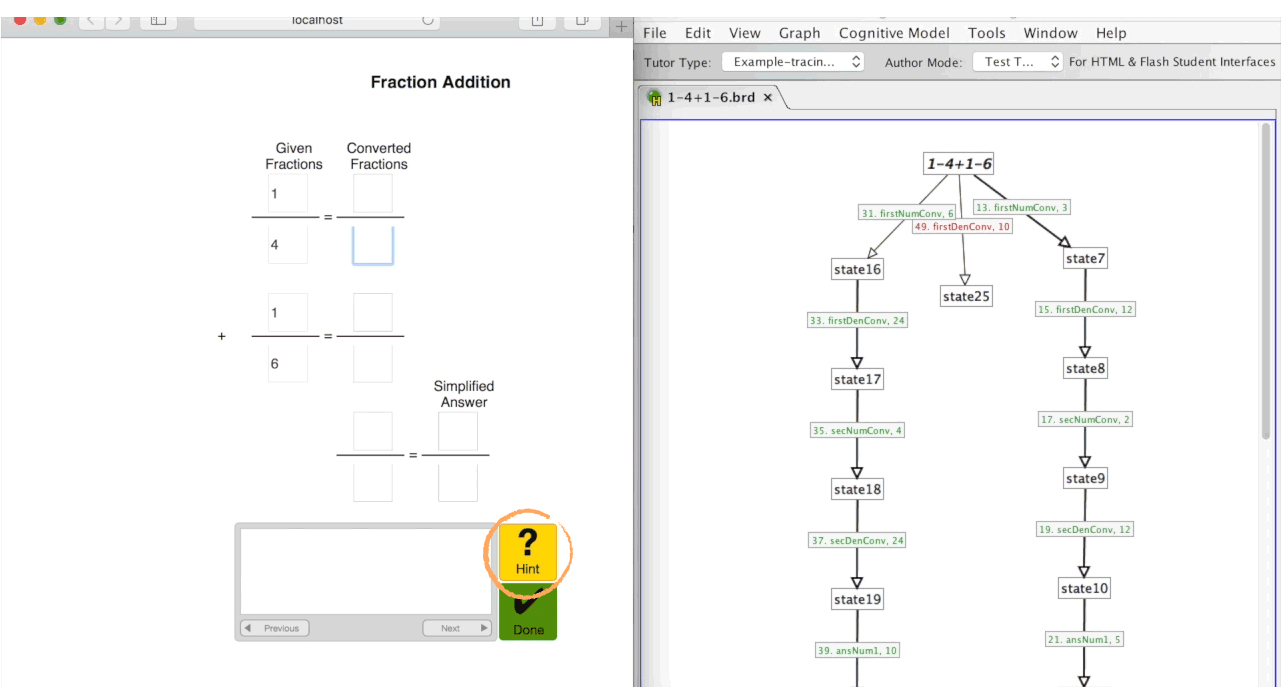 localhost
+
Fraction Addition
Given Fractions
Converted Fractions
1
=
4
1
+
=
6
Simplified Answer
=
?
Hint
Previous
Next
Done
File Edit View Graph Cognitive Model Tools Window Help
Tutor Type: Example-tracin... Author Mode: Test T... For HTML & Flash Student Interfaces
H 1-4+1-6.brd ×
1-4+1-6
31. firstNumConv, 6
13. firstNumConv, 3
49. firstDenConv, 10
state16
state7
state25
33. firstDenConv, 24
15. firstDenConv, 12
state17
state8
35. secNumConv, 4
17. secNumConv, 2
state18
state9
37. secDenConv, 24
19. secDenConv, 12
state19
state10
39. ansNum1, 10
21. ansNum1, 5